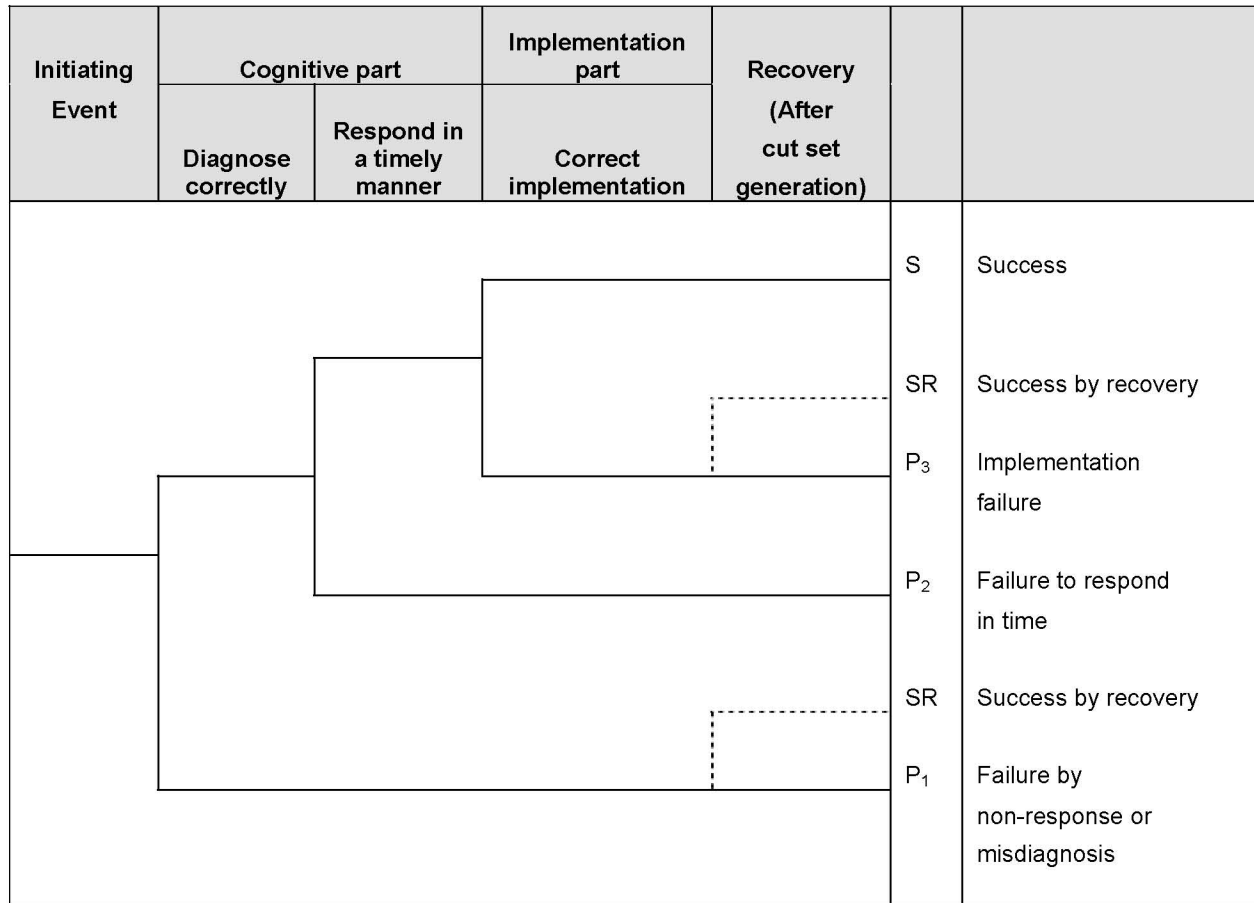 Initiating
Event
Cognitive part
Implementation
part
Recovery
(After
cut set
generation)
Diagnose
correctly
Respond in
a timely
manner
Correct
implementation
S Success
SR Success by recovery
P₃ Implementation
failure
P₂ Failure to respond
in time
SR Success by recovery
P₁ Failure by
non-response or
misdiagnosis